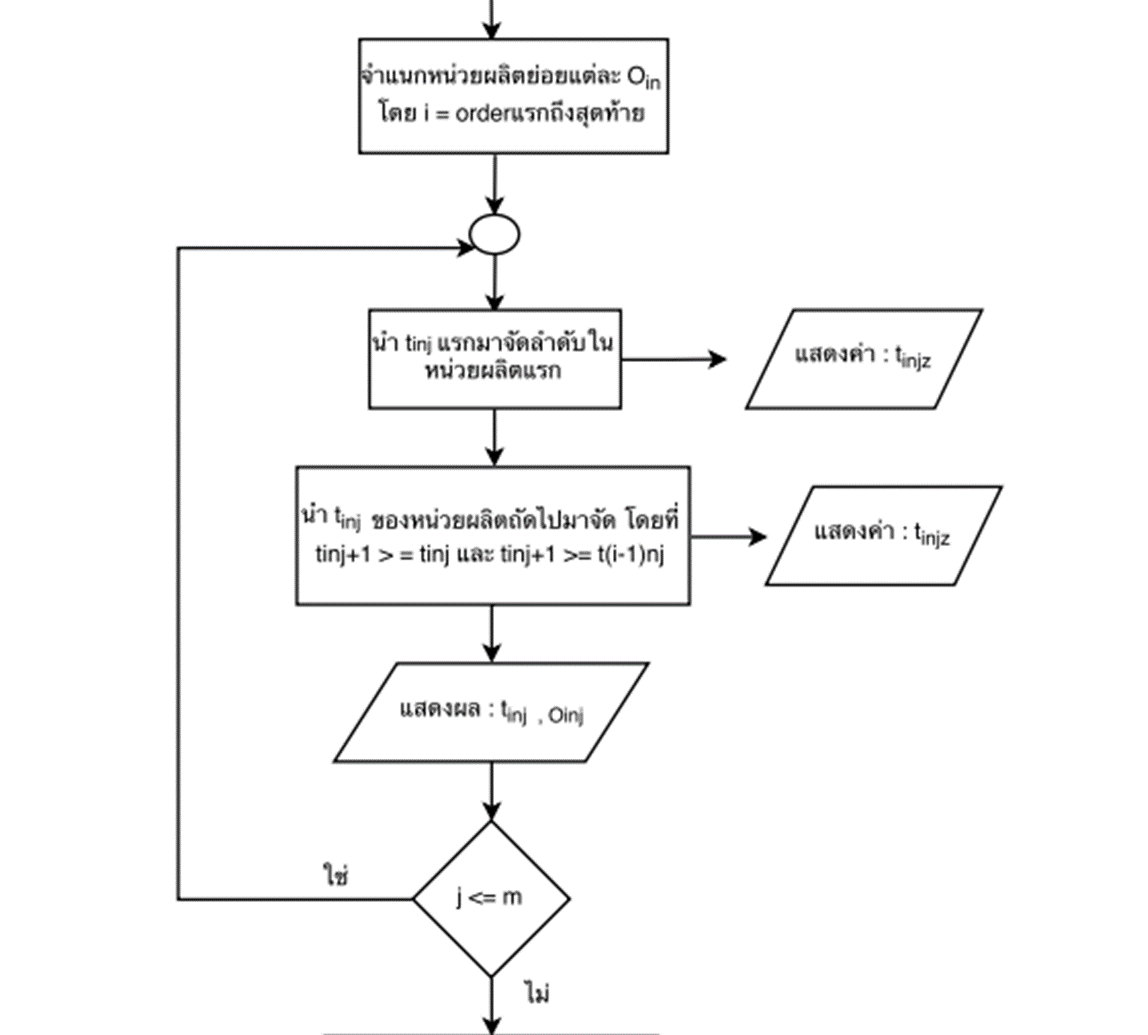 จำแนกหน่วยผลิตย่อยแต่ละ Oin
โดย i = orderแรกถึงสุดท้าย
นำ tinj แรกมาจัดลำดับใน
หน่วยผลิตแรก
แสดงค่า : tinjz
นำ tinj ของหน่วยผลิตถัดไปมาจัด โดยที่
tinj+1 > = tinj และ tinj+1 >= t(i-1)nj
แสดงค่า : tinjz
แสดงผล : tinj , Oinj
ใช่
j <= m
ไม่